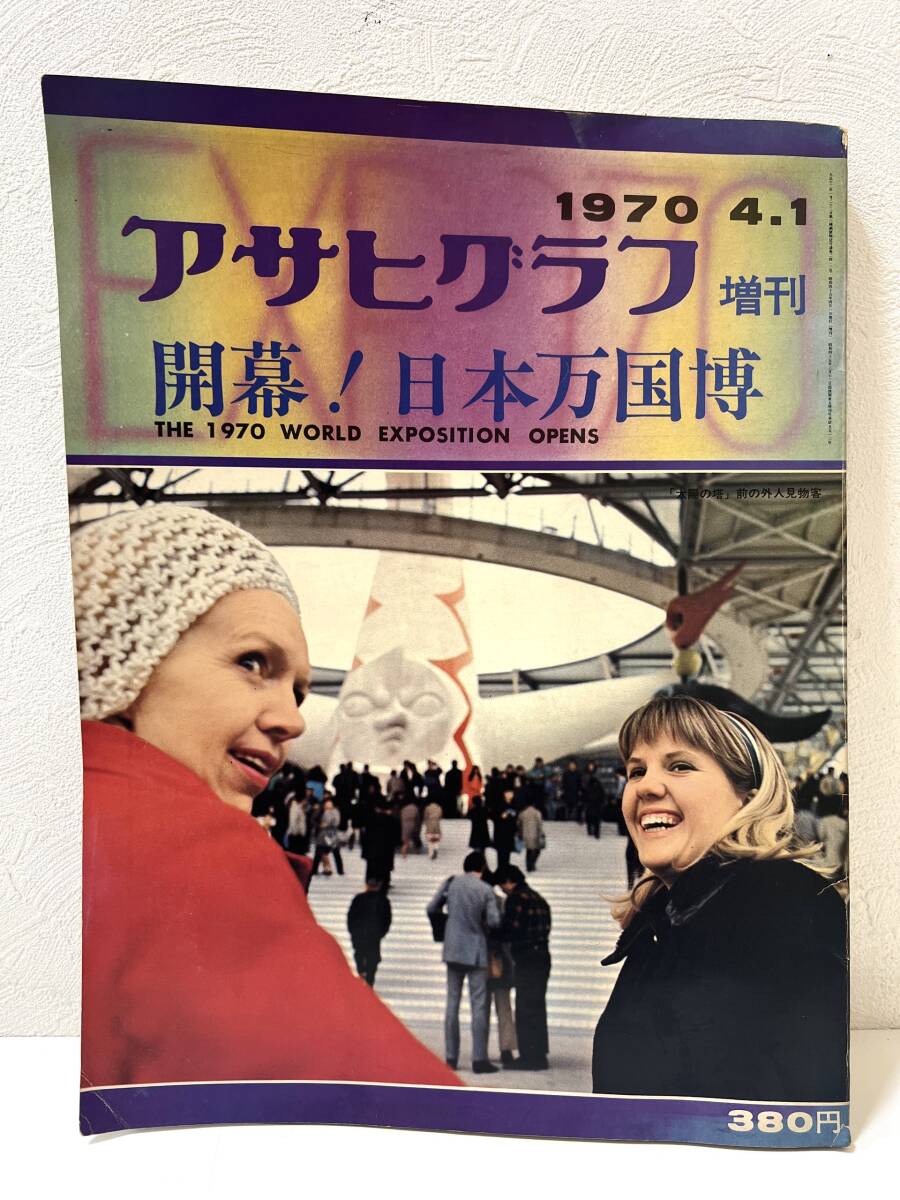 EXPO'70
1970 4.1
アサヒグラフ 増刊
開幕！日本万国博
THE 1970 WORLD EXPOSITION OPENS
「太陽の塔」前の外人見物客
380円